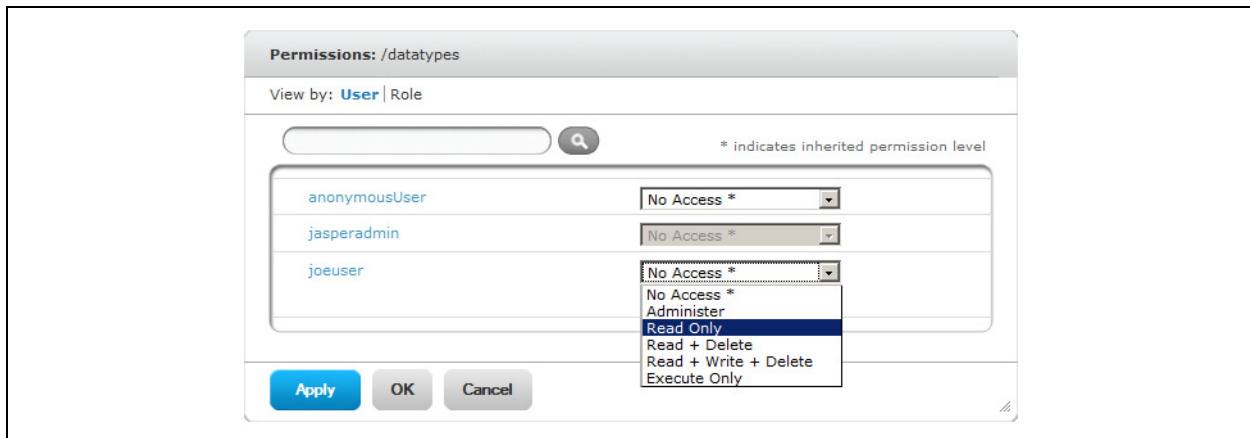 Permissions: /datatypes
View by: User | Role
* indicates inherited permission level
anonymousUser No Access *
jasperadmin No Access *
joeuser No Access *
No Access *
Administer
Read Only
Read + Delete
Read + Write + Delete
Execute Only
Apply OK Cancel